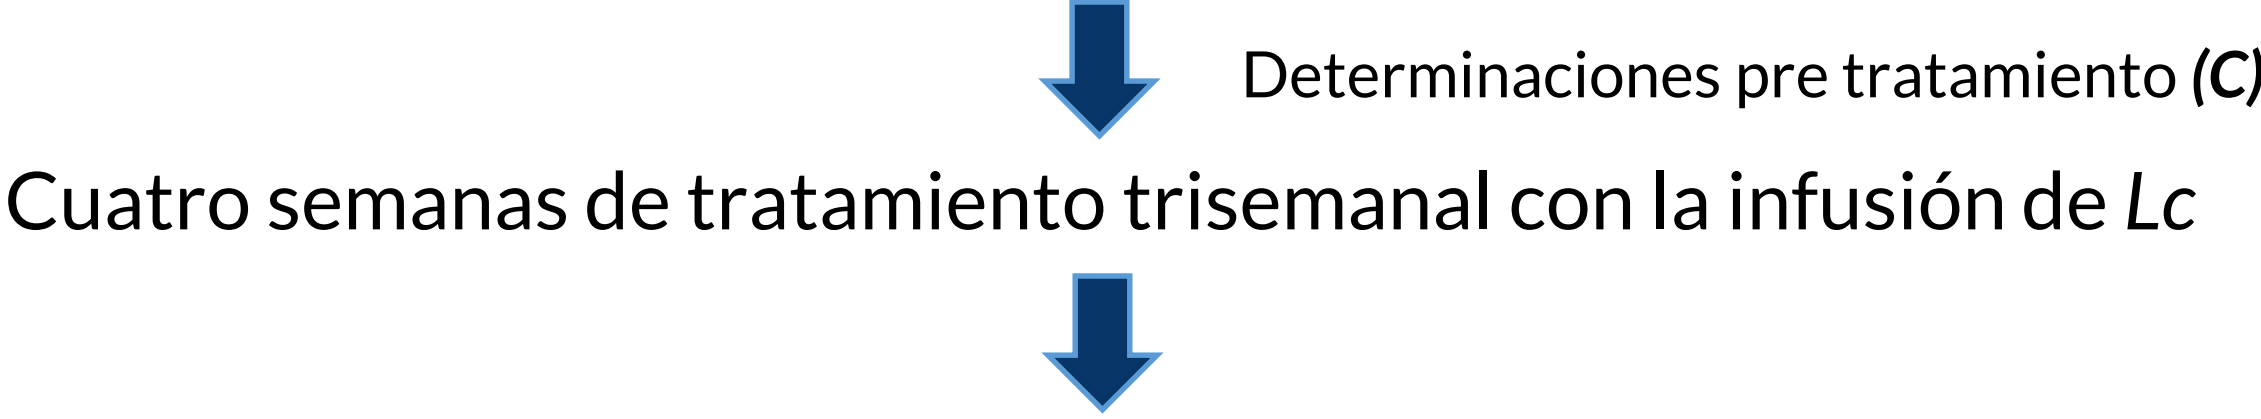 Determinaciones pre tratamiento (C)
Cuatro semanas de tratamiento trisemanal con la infusión de Lc